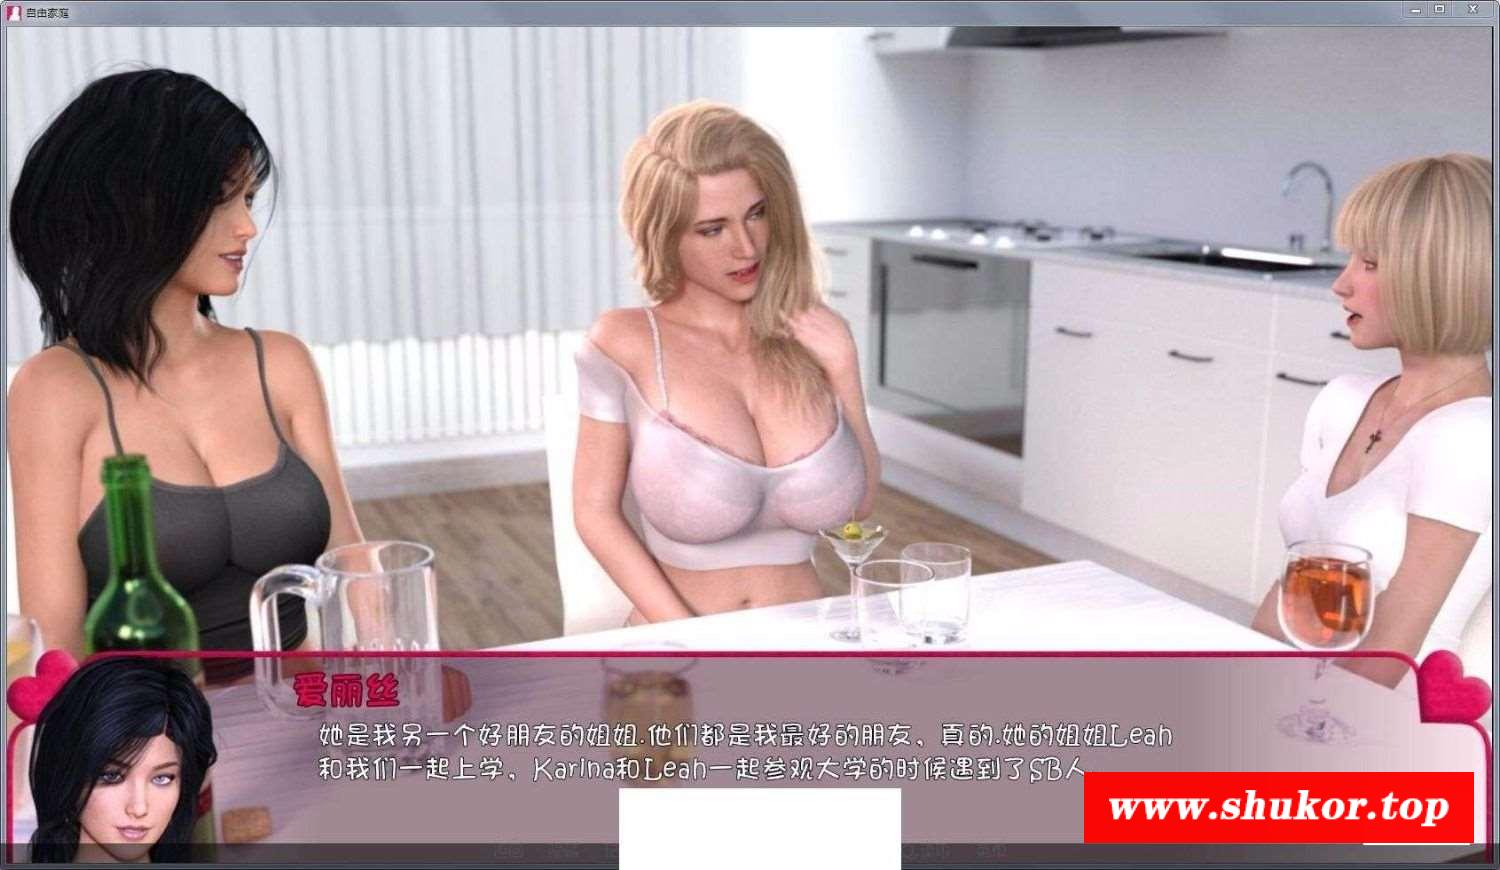 自由家庭
爱丽丝
她是我另一个好朋友的姐姐.他们都是我最好的朋友，真的.她的姐姐Leah
和我们一起上学，Karina和Leah一起参观大学的时候遇到了SB人
www.shukor.top